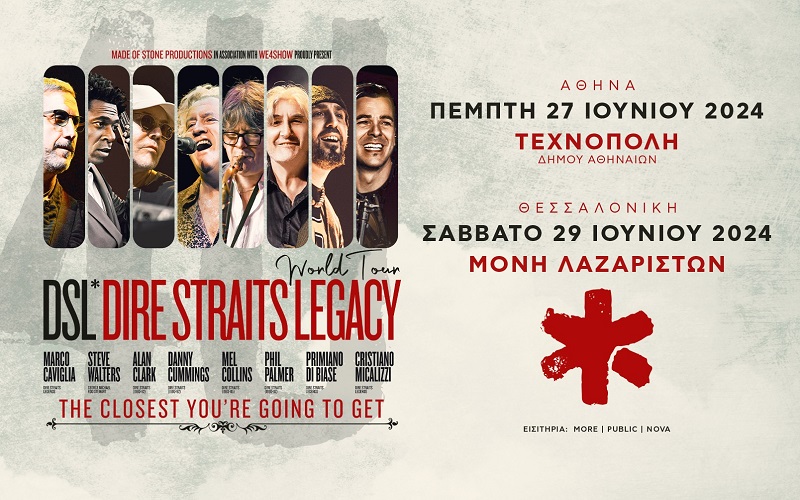 MADE OF STONE PRODUCTIONS IN ASSOCIATION WITH WE4SHOW PROUDLY PRESENT
World Tour
DSL* DIRE STRAITS LEGACY
MARCO CAVIGLIA
STEVE WALTERS
ALAN CLARK
DANNY CUMMINGS
MEL COLLINS
PHIL PALMER
PRIMIANO DI BIASE
CRISTIANO MICALIZZI
THE CLOSEST YOU'RE GOING TO GET
ΑΘΗΝΑ
ΠΕΜΠΤΗ 27 ΙΟΥΝΙΟΥ 2024
ΤΕΧΝΟΠΟΛΗ
ΔΗΜΟΥ ΑΘΗΝΑΙΩΝ
ΘΕΣΣΑΛΟΝΙΚΗ
ΣΑΒΒΑΤΟ 29 ΙΟΥΝΙΟΥ 2024
ΜΟΝΗ ΛΑΖΑΡΙΣΤΩΝ
ΕΙΣΙΤΗΡΙΑ: MORE | PUBLIC | NOVA